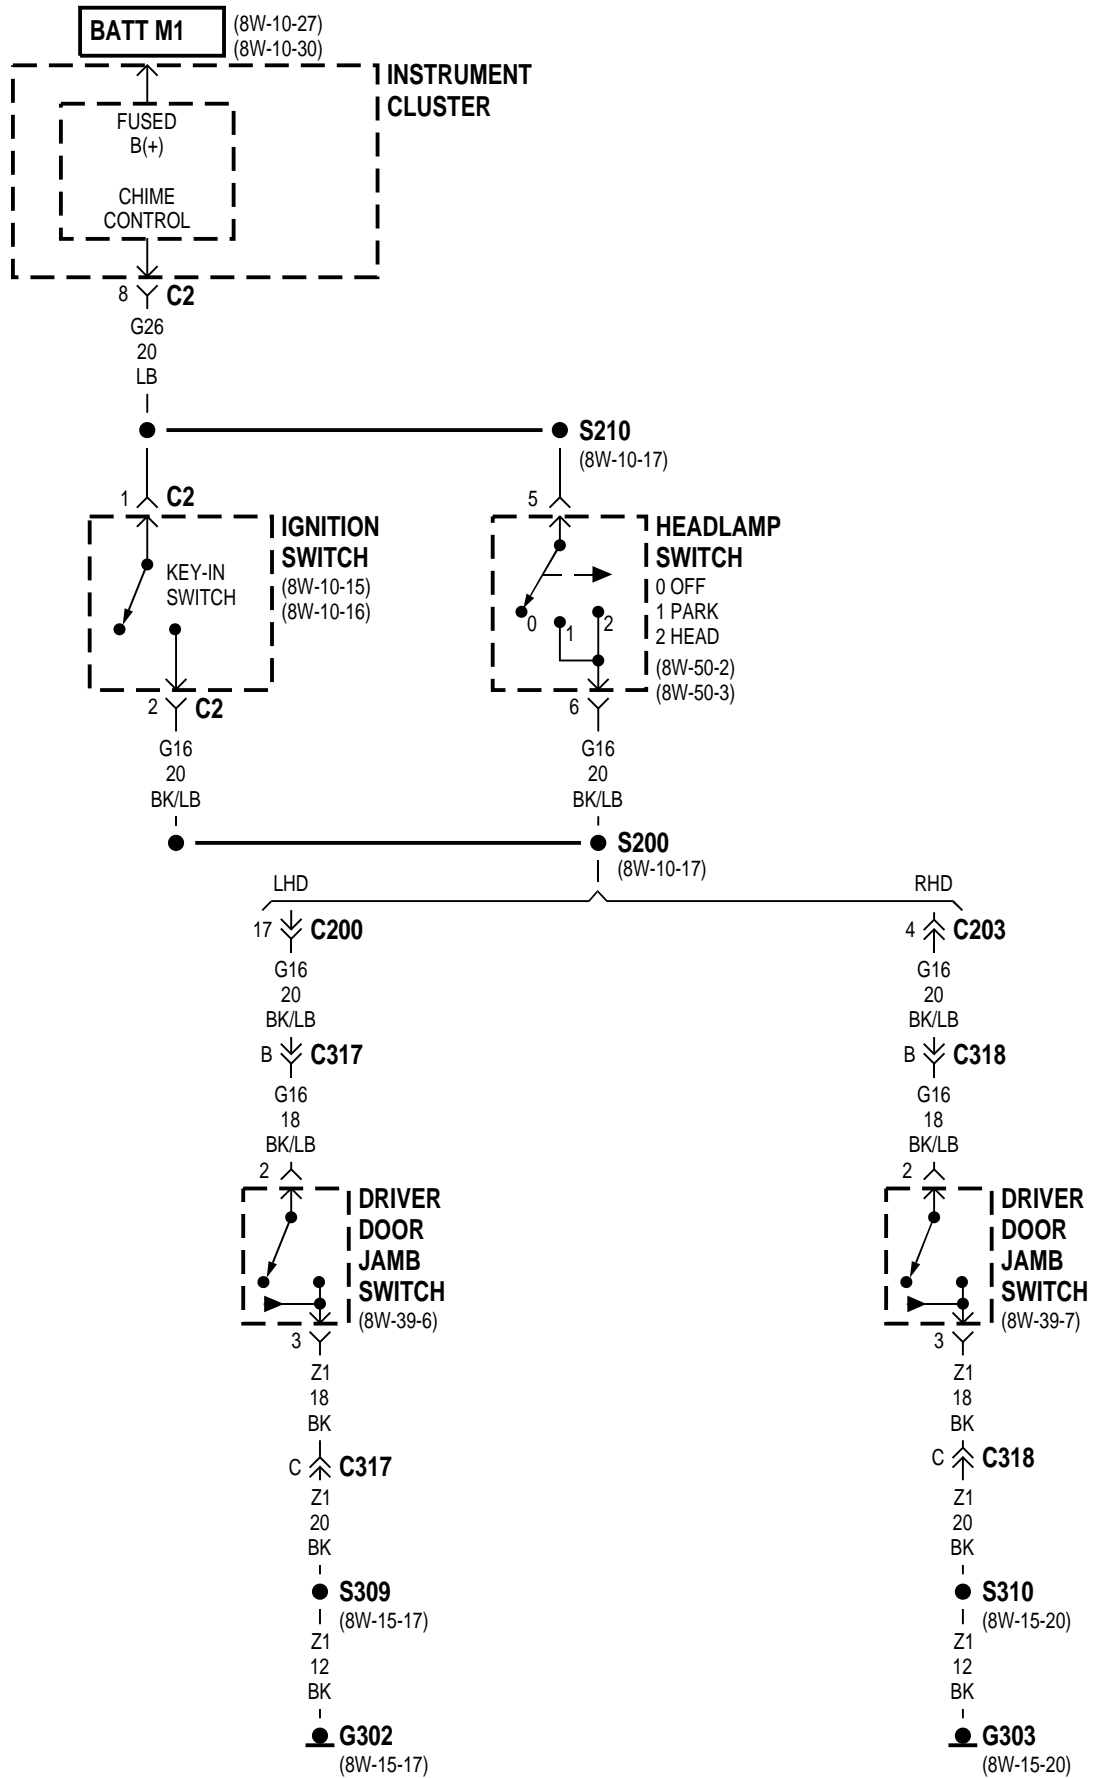 BATT M1
(8W-10-27)
(8W-10-30)
INSTRUMENT
CLUSTER
FUSED
B(+)
CHIME
CONTROL
8 C2
G26
20
LB
S210
(8W-10-17)
1 C2
5
IGNITION
SWITCH
(8W-10-15)
(8W-10-16)
KEY-IN
SWITCH
HEADLAMP
SWITCH
0 OFF
1 PARK
2 HEAD
(8W-50-2)
(8W-50-3)
0 1 2
2 C2
6
G16
20
BK/LB
G16
20
BK/LB
S200
(8W-10-17)
LHD
RHD
17 C200
4 C203
G16
20
BK/LB
G16
20
BK/LB
B C317
B C318
G16
18
BK/LB
G16
18
BK/LB
2
2
DRIVER
DOOR
JAMB
SWITCH
(8W-39-6)
DRIVER
DOOR
JAMB
SWITCH
(8W-39-7)
3
3
Z1
18
BK
Z1
18
BK
C C317
C C318
Z1
20
BK
Z1
20
BK
S309
(8W-15-17)
S310
(8W-15-20)
Z1
12
BK
Z1
12
BK
G302
(8W-15-17)
G303
(8W-15-20)